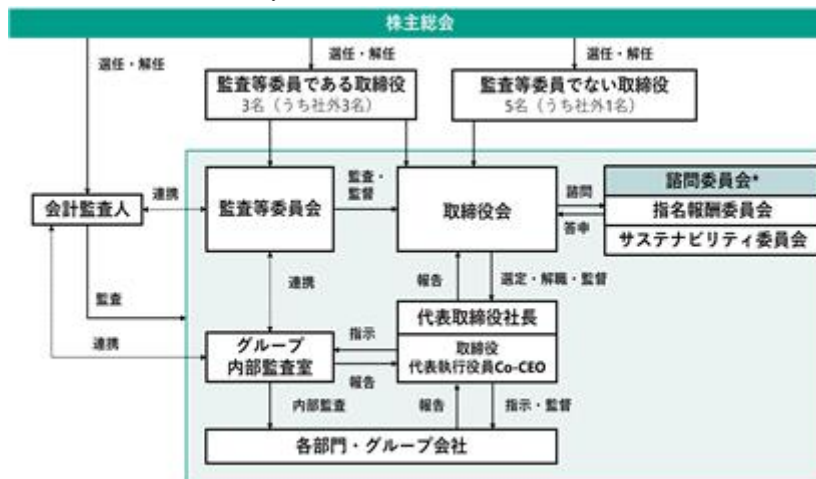 株主総会
選任・解任
選任・解任
選任・解任
監査等委員である取締役
3名（うち社外3名）
監査等委員でない取締役
5名（うち社外1名）
会計監査人
連携
監査等委員会
監査・
監督
取締役会
諮問
答申
諮問委員会*
指名報酬委員会
サステナビリティ委員会
監査
連携
連携
報告
選定・解職・監督
グループ
内部監査室
指示
報告
代表取締役社長
取締役
代表執行役員Co-CEO
内部監査
報告
指示・監督
各部門・グループ会社